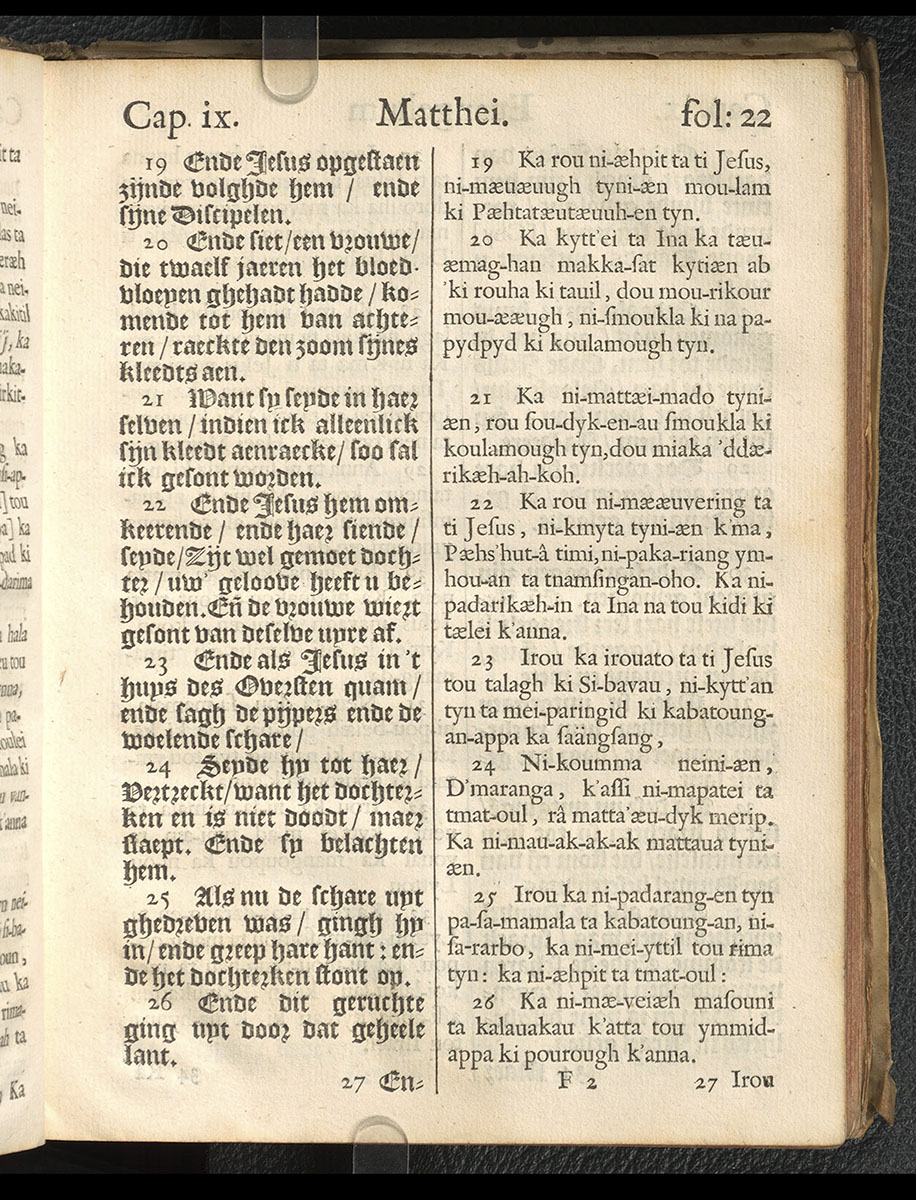 Cap. ix. Matthei. fol: 22
19 Ende Jeſus opgeſtaen
zijnde volghde hem / ende
ſijne Diſcipelen.
20 Ende ſiet / een vrouwe /
die twaelf jaeren het bloed-
vloeyen ghehadt hadde / ko-
mende tot hem van achte-
ren / raeckte den zoom ſijnes
kleedts aen.
21 Want ſy ſeyde in haer
ſelven / indien ick alleenlick
ſijn kleedt aenraecke / ſoo ſal
ick geſont worden.
22 Ende Jeſus hem om-
keerende / ende haer ſiende /
ſeyde / Zijt wel gemoet doch-
ter / uw' geloove heeft u be-
houden. Eñ de vrouwe wiert
geſont van deſelve uyre af.
23 Ende als Jeſus in 't
huys des Overſten quam /
ende ſagh de pijpers ende de
woelende ſchare /
24 Seyde hy tot haer /
Vertreckt / want het dochter-
ken en is niet doodt / maer
ſlaept. Ende ſy belachten
hem.
25 Als nu de ſchare uyt
ghedreven was / gingh hy
in / ende greep hare hant : en-
de het dochterken ſtont op.
26 Ende dit geruchte
ging uyt door dat geheele
lant.
27 En-
19 Ka rou ni-æhpit ta ti Jeſus,
ni-mæuæuugh tyni-æn mou-lam
ki Pæhtatæutæuuh-en tyn.
20 Ka kytt'ei ta Ina ka tæu-
æmag-han makka-ſat kytiæn ab
'ki rouha ki tauil, dou mou-rikour
mou-ææugh, ni-ſmoukla ki na pa-
pydpyd ki koulamough tyn.
21 Ka ni-mattæi-mado tyni-
æn, rou ſou-dyk-en-au ſmoukla ki
koulamough tyn, dou miaka 'ddæ-
rikæh-ah-koh.
22 Ka rou ni-mææuvering ta
ti Jeſus, ni-kmyta tyni-æn k'ma,
Pæhs'hut-â timi, ni-paka-riang ym-
hou-an ta tnamſingan-oho. Ka ni-
padarikæh-in ta Ina na tou kidi ki
tælei k'anna.
23 Irou ka irouato ta ti Jeſus
tou talagh ki Si-bavau, ni-kytt'an
tyn ta mei-paringid ki kabatoung-
an-appa ka ſaängſang,
24 Ni-koumma neini-æn,
D'maranga, k'aſſi ni-mapatei ta
tmat-oul, râ matta'æu-dyk merip.
Ka ni-mau-ak-ak-ak mattaua tyni-
æn.
25 Irou ka ni-padarang-en tyn
pa-ſa-mamala ta kabatoung-an, ni-
ſa-rarbo, ka ni-mei-yttil tou rima
tyn: ka ni-æhpit ta tmat-oul:
26 Ka ni-mæ-veiæh maſouni
ta kalauakau k'atta tou ymmid-
appa ki pourough k'anna.
F 2 27 Irou